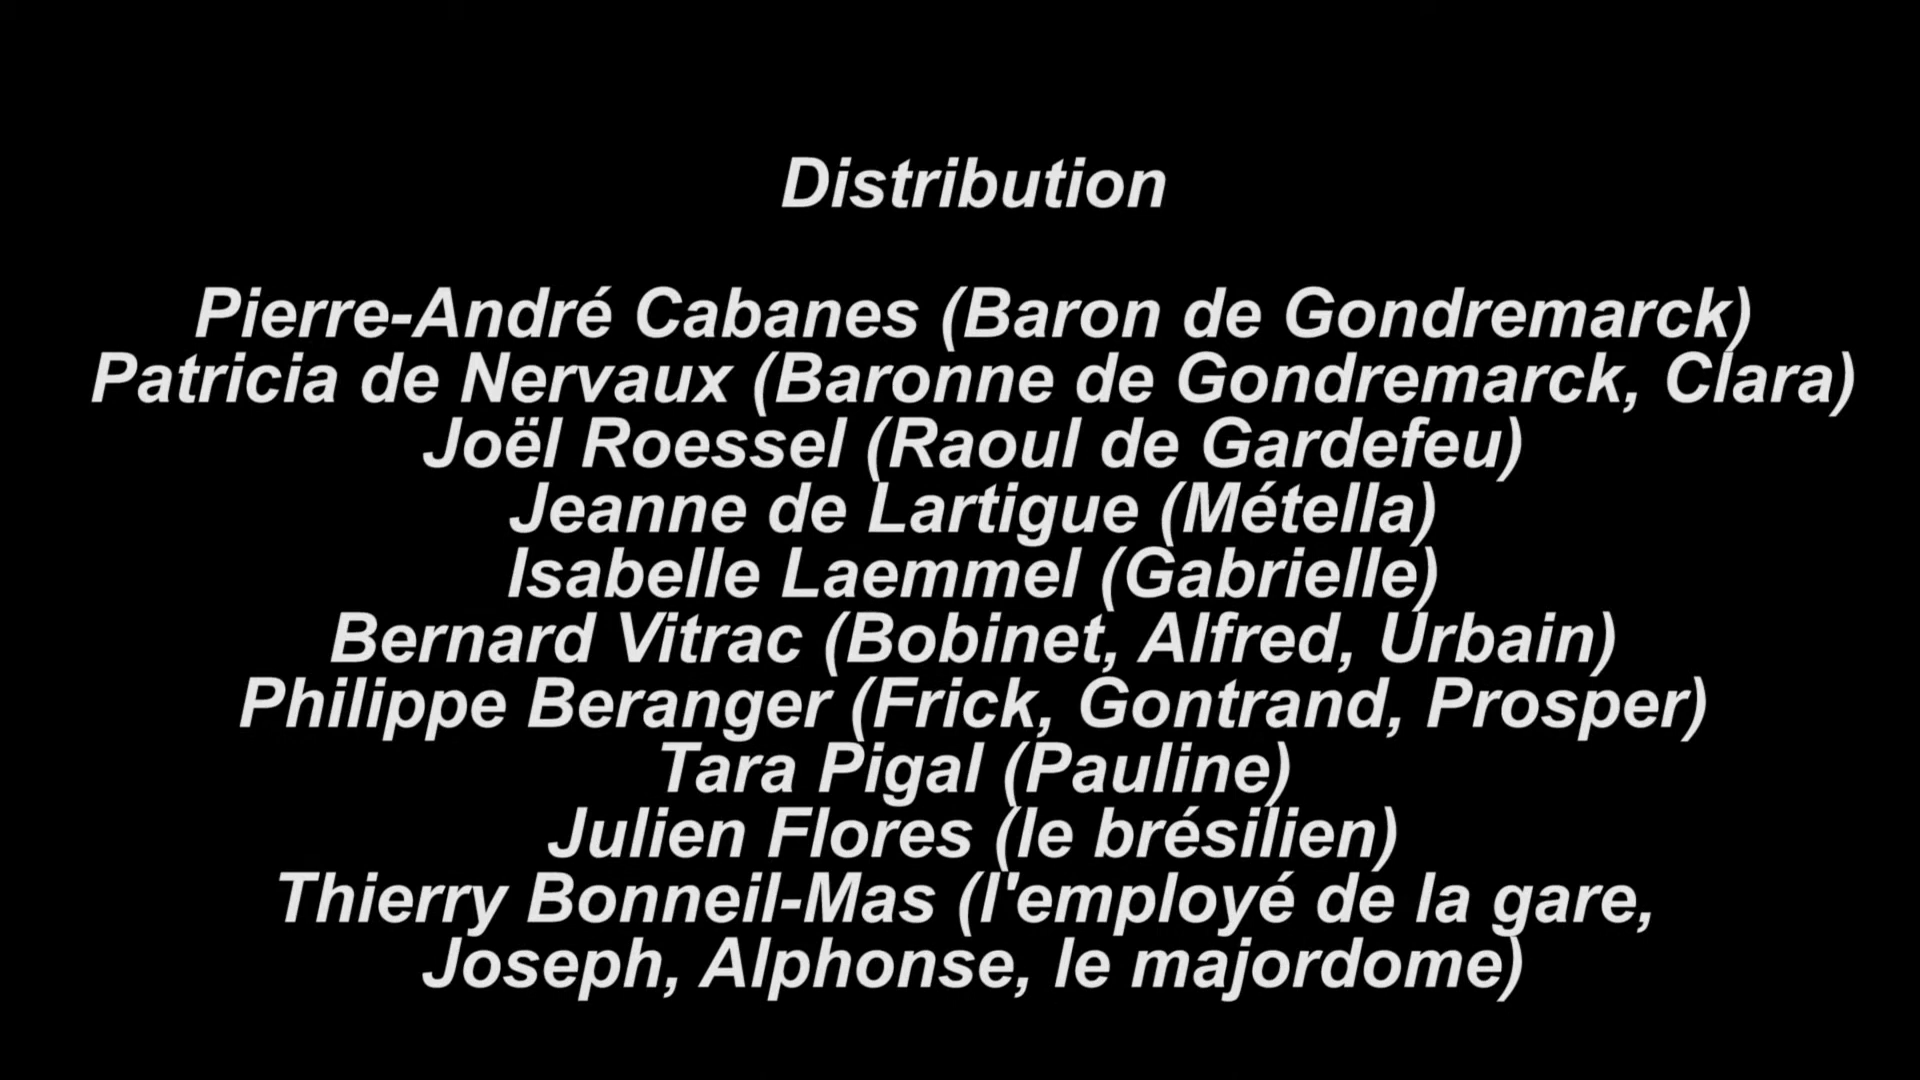 Distribution
Pierre-André Cabanes (Baron de Gondremarck)
Patricia de Nervaux (Baronne de Gondremarck, Clara)
Joël Roessel (Raoul de Gardefeu)
Jeanne de Lartigue (Métella)
Isabelle Laemmel (Gabrielle)
Bernard Vitrac (Bobinet, Alfred, Urbain)
Philippe Beranger (Frick, Gontrand, Prosper)
Tara Pigal (Pauline)
Julien Flores (le brésilien)
Thierry Bonneil-Mas (l'employé de la gare,
Joseph, Alphonse, le majordome)